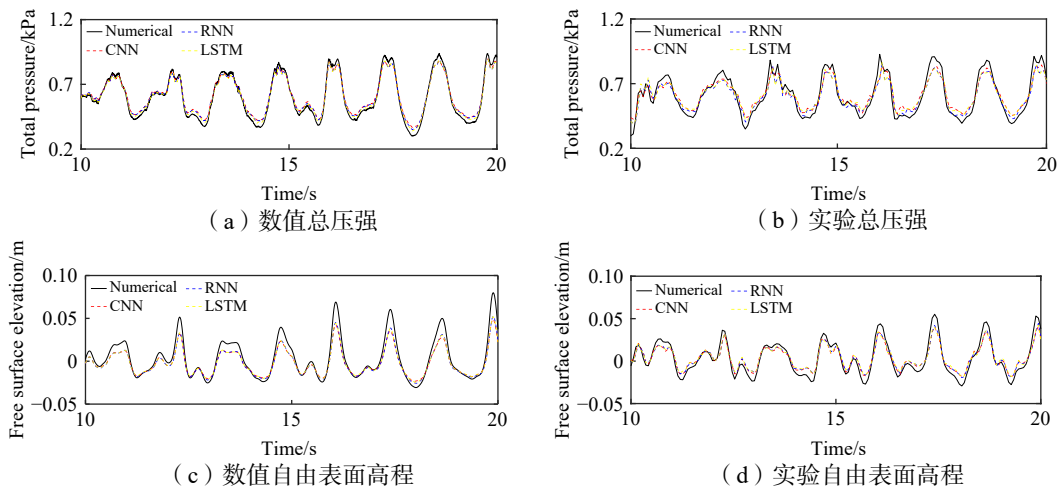 Total pressure/kPa
1.2
0.7
0.2
Numerical
RNN
CNN
LSTM
10
15
20
Time/s
（a）数值总压强
Total pressure/kPa
1.2
0.7
0.2
Numerical
RNN
CNN
LSTM
10
15
20
Time/s
（b）实验总压强
Free surface elevation/m
0.10
0.05
0
−0.05
Numerical
RNN
CNN
LSTM
10
15
20
Time/s
（c）数值自由表面高程
Free surface elevation/m
0.10
0.05
0
−0.05
Numerical
RNN
CNN
LSTM
10
15
20
Time/s
（d）实验自由表面高程